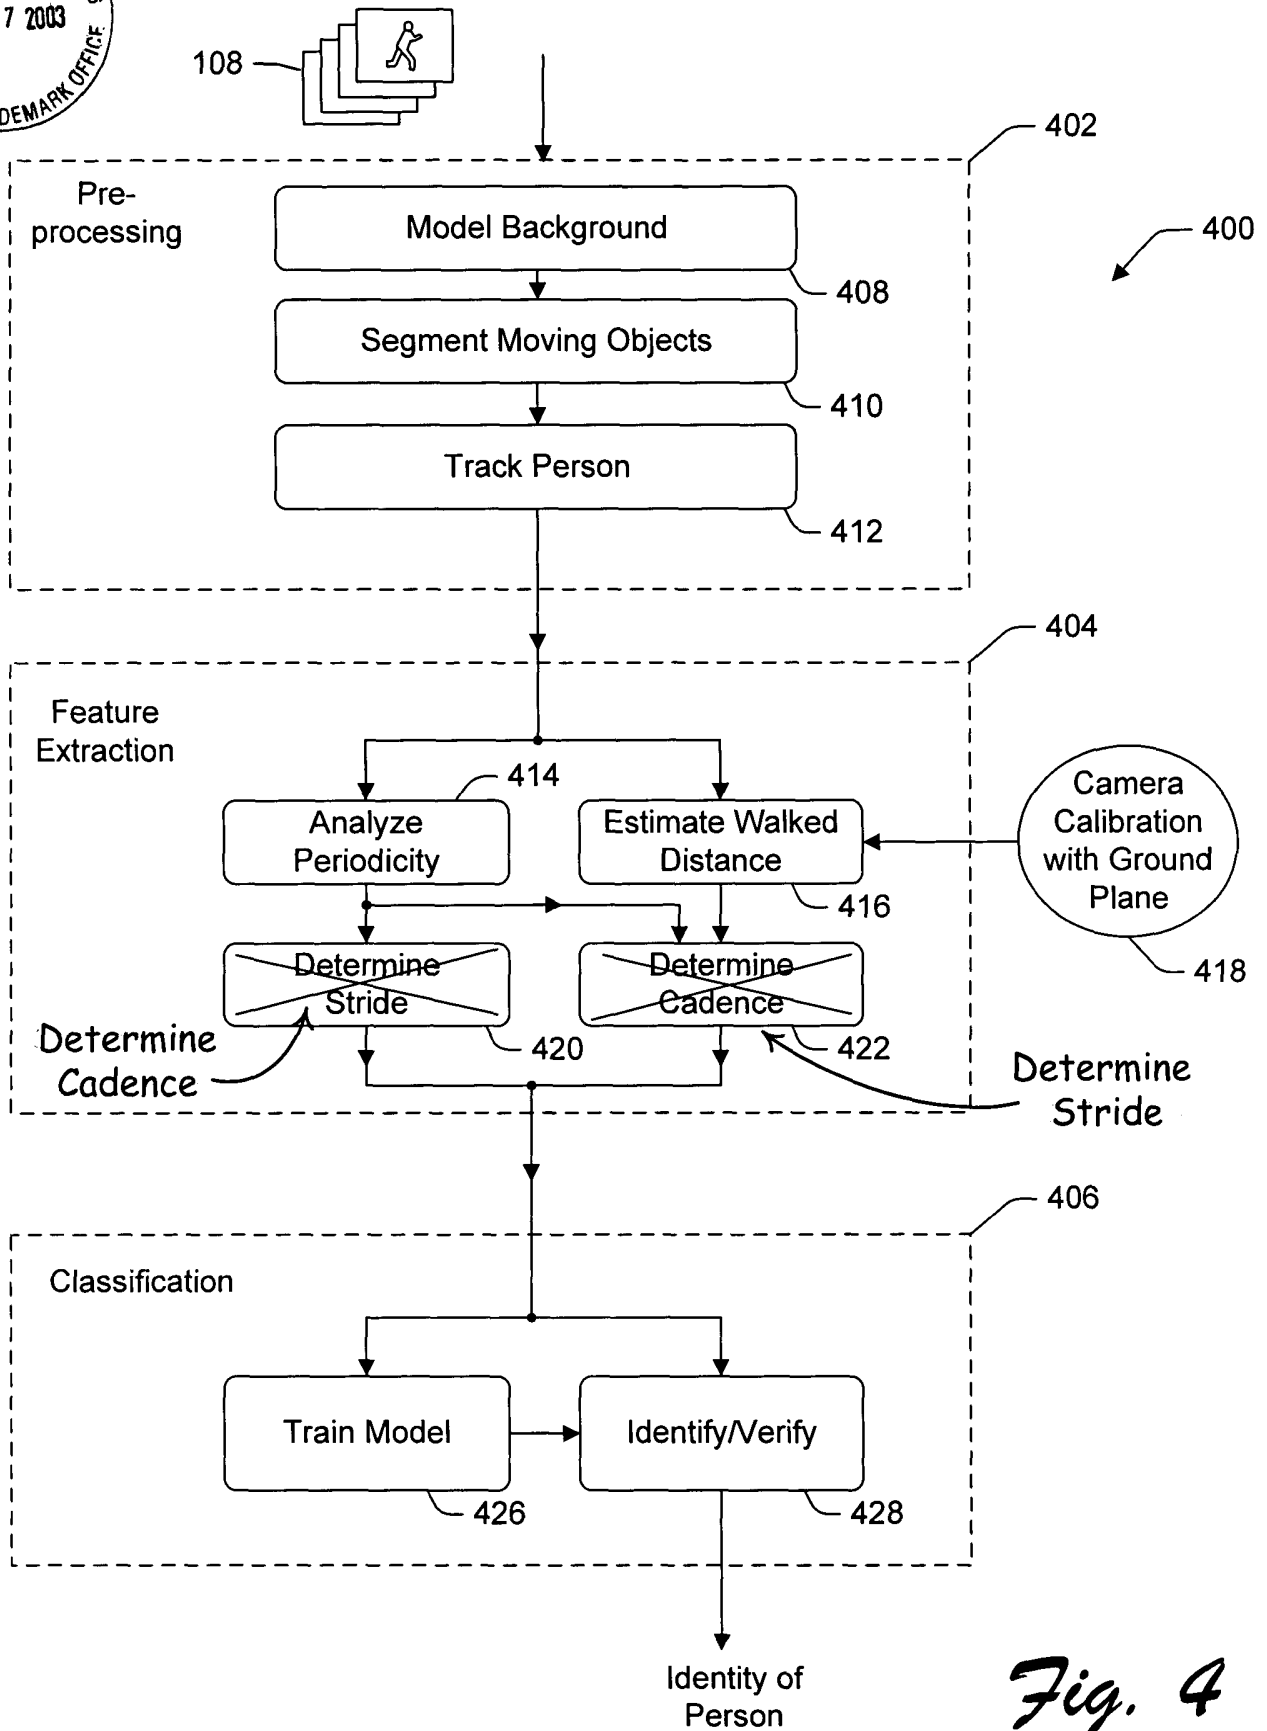 7 2003
DEMARK OFFICE
108
402
Pre-
processing
Model Background
400
408
Segment Moving Objects
410
Track Person
412
404
Feature
Extraction
414
Analyze
Periodicity
Estimate Walked
Distance
Camera
Calibration
with Ground
Plane
416
418
Determine
Stride
Determine
Cadence
420
422
Determine
Cadence
Determine
Stride
406
Classification
Train Model
Identify/Verify
426
428
Identity of
Person
Fig. 4